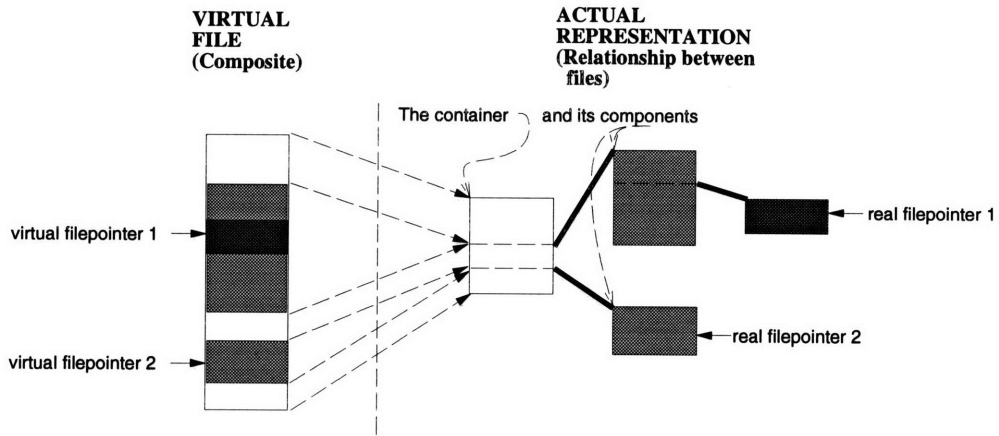 VIRTUAL
FILE
(Composite)
ACTUAL
REPRESENTATION
(Relationship between
files)
The container
and its components
virtual filepointer 1
real filepointer 1
virtual filepointer 2
real filepointer 2